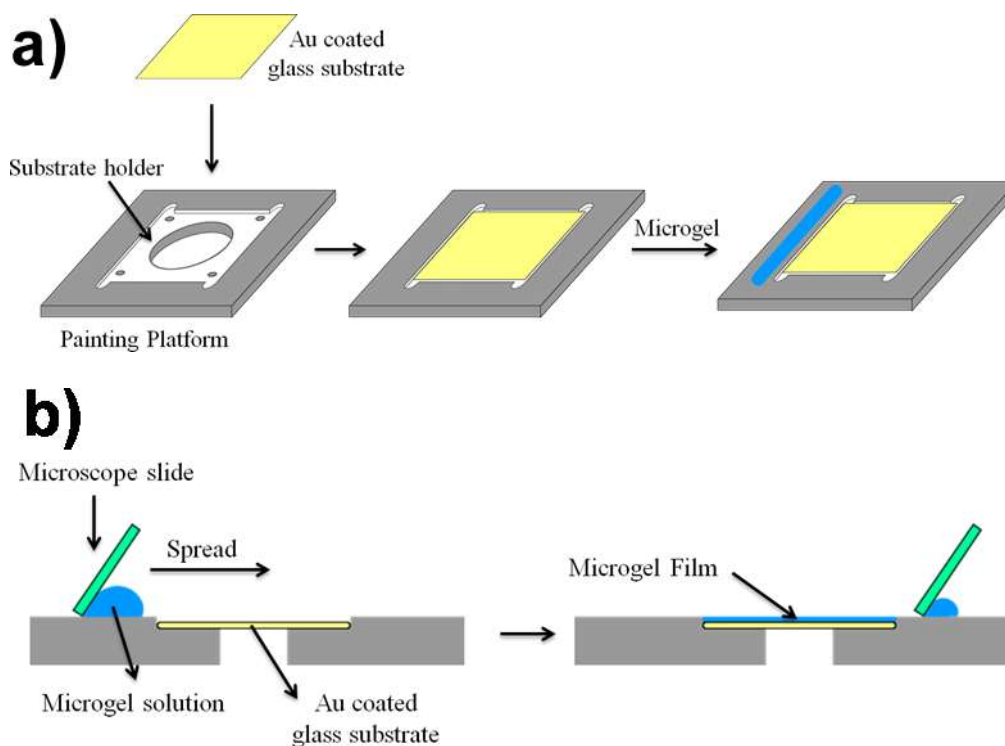 a)
Au coated
glass substrate
Substrate holder
Microgel
Painting Platform
b)
Microscope slide
Spread
Microgel Film
Microgel solution
Au coated
glass substrate